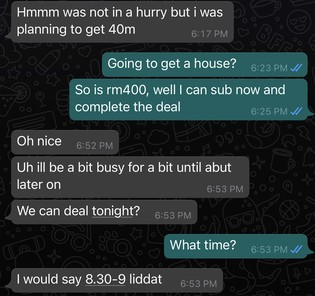 Hmmm was not in a hurry but i was
planning to get 40m
6:17 PM
Going to get a house?
6:23 PM
So is rm400, well I can sub now and
complete the deal
6:25 PM
Oh nice
6:52 PM
Uh ill be a bit busy for a bit until abut
later on
6:53 PM
We can deal tonight?
6:53 PM
What time?
6:53 PM
I would say 8.30-9 liddat
6:53 PM